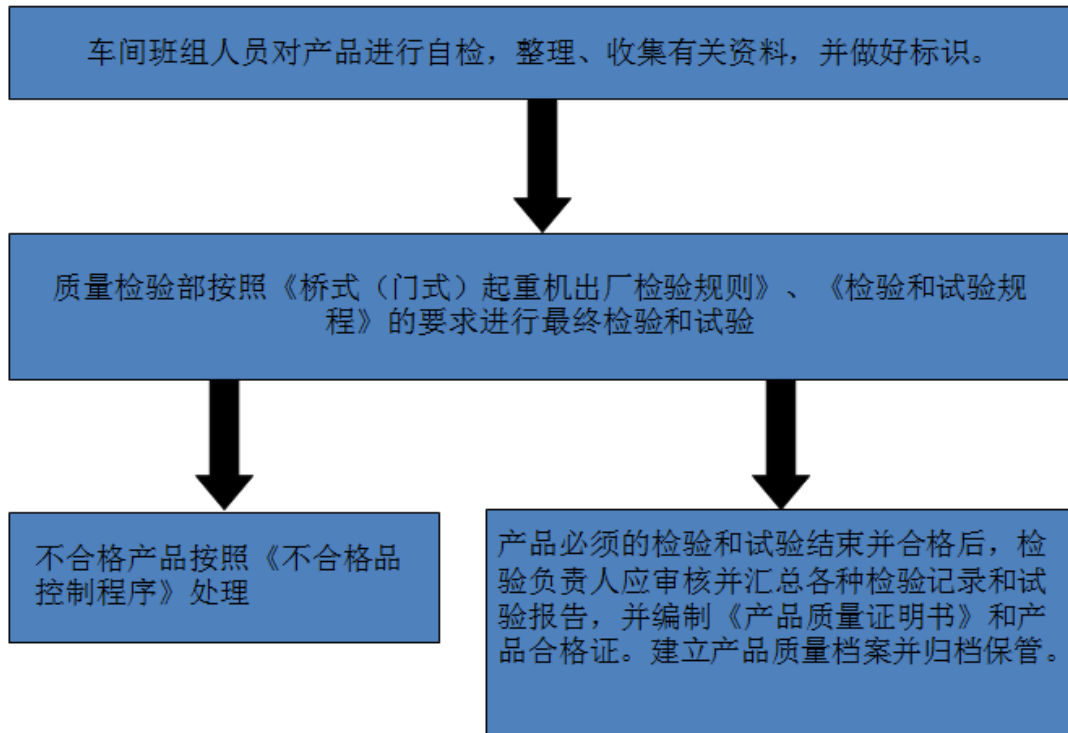 车间班组人员对产品进行自检，整理、收集有关资料，并做好标识。
质量检验部按照《桥式（门式）起重机出厂检验规则》、《检验和试验规
程》的要求进行最终检验和试验
不合格产品按照《不合格品
控制程序》处理
产品必须的检验和试验结束并合格后，检
验负责人应审核并汇总各种检验记录和试
验报告，并编制《产品质量证明书》和产
品合格证。建立产品质量档案并归档保管。